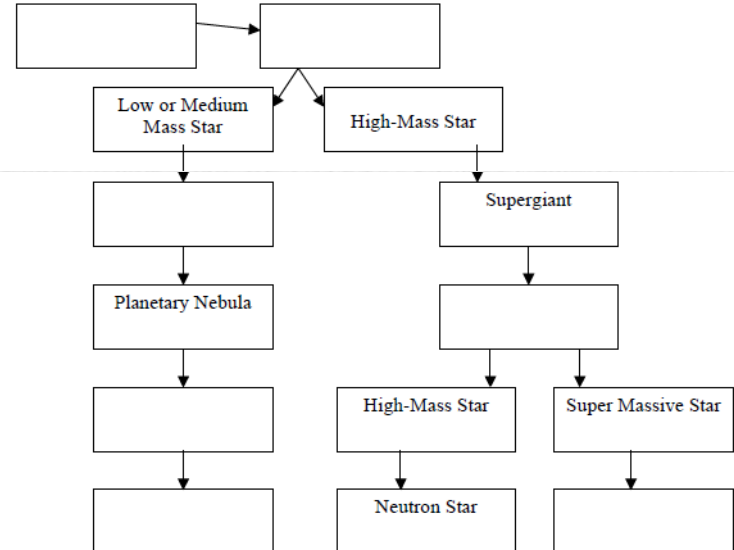 Low or Medium
Mass Star
High-Mass Star
Supergiant
Planetary Nebula
High-Mass Star
Super Massive Star
Neutron Star